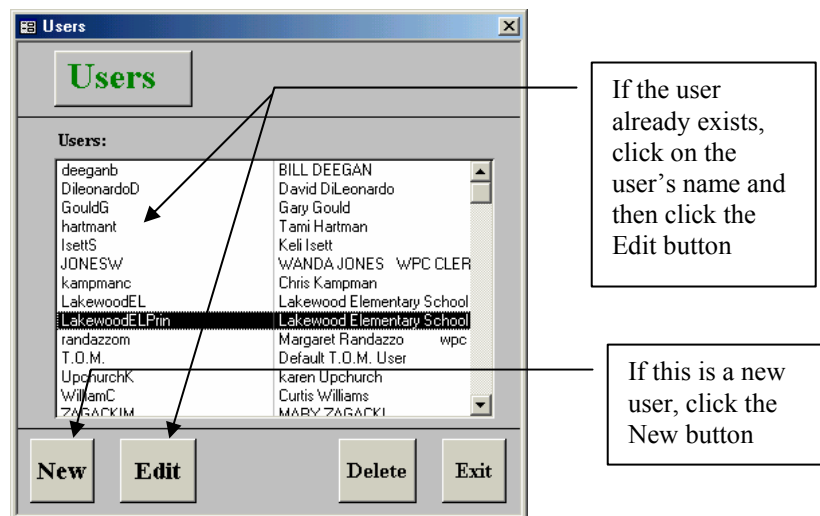 Users
Users
Users:
deeganb BILL DEEGAN
DileonardoD David DiLeonardo
GouldG Gary Gould
hartmant Tami Hartman
IsettS Keli Isett
JONESW WANDA JONES WPC CLER
kampmanc Chris Kampman
LakewoodEL Lakewood Elementary School
LakewoodELPrin Lakewood Elementary School
randazzom Margaret Randazzo wpc
T.O.M. Default T.O.M. User
UpchurchK karen Upchurch
WilliamC Curtis Williams
ZAGACKIM MARY ZAGACKI
New Edit Delete Exit
If the user
already exists,
click on the
user’s name and
then click the
Edit button
If this is a new
user, click the
New button